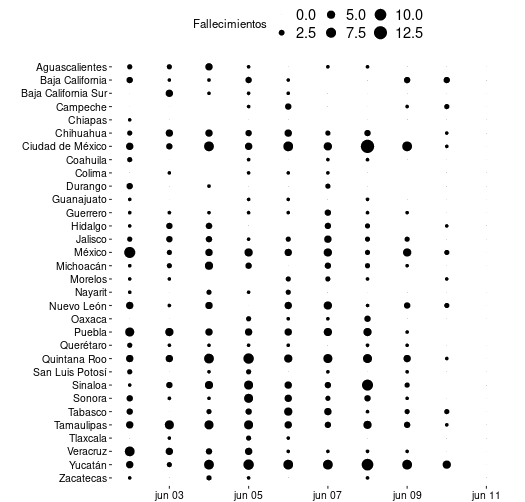 Fallecimientos 0.0 5.0 10.0
2.5 7.5 12.5
Aguascalientes
Baja California
Baja California Sur
Campeche
Chiapas
Chihuahua
Ciudad de México
Coahuila
Colima
Durango
Guanajuato
Guerrero
Hidalgo
Jalisco
México
Michoacán
Morelos
Nayarit
Nuevo León
Oaxaca
Puebla
Querétaro
Quintana Roo
San Luis Potosí
Sinaloa
Sonora
Tabasco
Tamaulipas
Tlaxcala
Veracruz
Yucatán
Zacatecas
jun 03 jun 05 jun 07 jun 09 jun 11